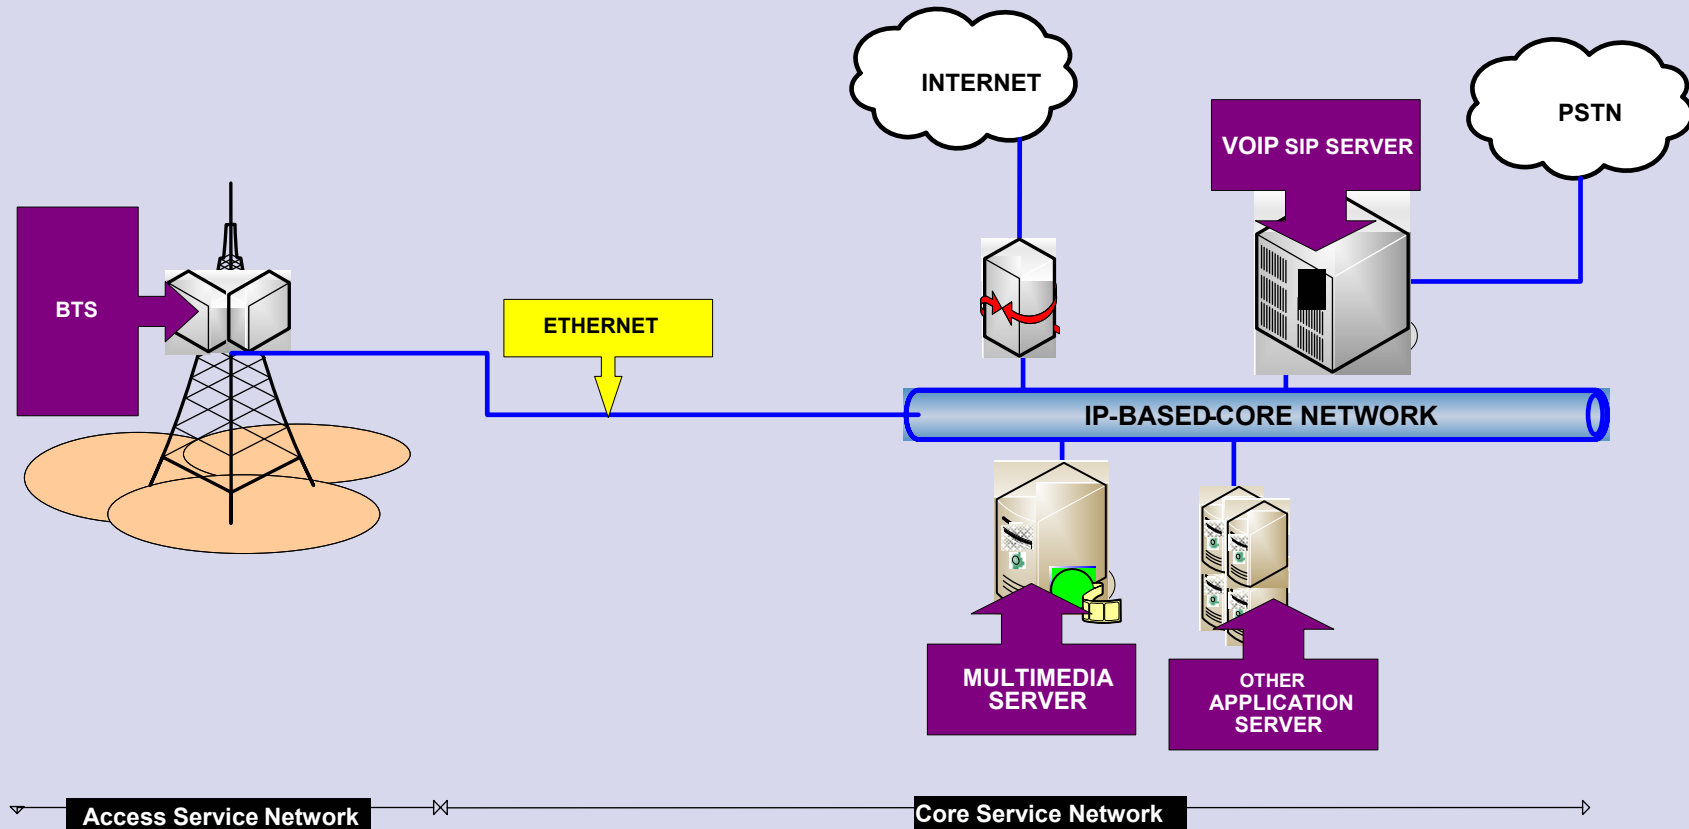 INTERNET
PSTN
VOIP SIP SERVER
BTS
ETHERNET
IP-BASED-CORE NETWORK
MULTIMEDIA
SERVER
OTHER
APPLICATION
SERVER
Access Service Network
Core Service Network